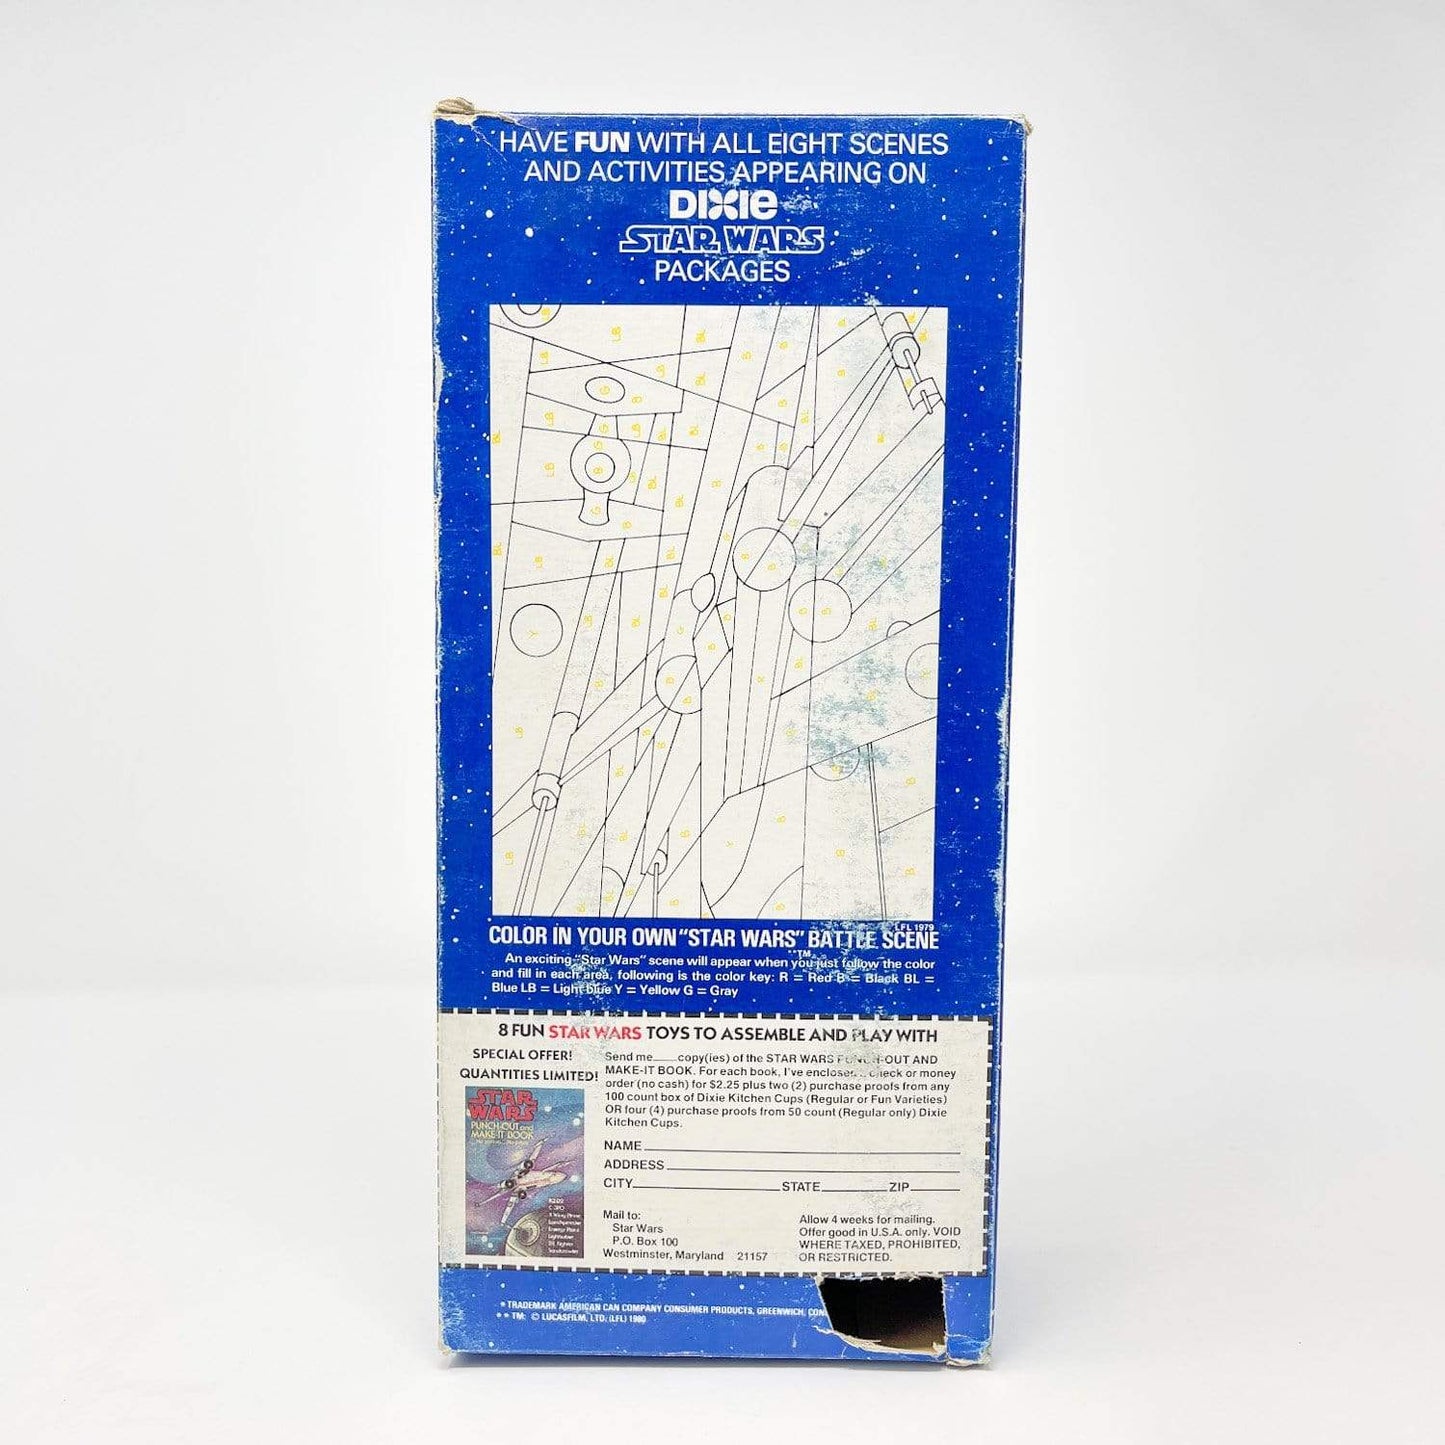 HAVE FUN WITH ALL EIGHT SCENES
AND ACTIVITIES APPEARING ON
DIXIE
STAR WARS
PACKAGES
LFL 1979
COLOR IN YOUR OWN "STAR WARS" BATTLE SCENE
**TM
An exciting "Star Wars" scene will appear when you just follow the color
and fill in each area, following is the color key: R = Red B = Black BL =
Blue LB = Light blue Y = Yellow G = Gray
8 FUN STAR WARS TOYS TO ASSEMBLE AND PLAY WITH
SPECIAL OFFER!
QUANTITIES LIMITED!
STAR
WARS
PUNCH-OUT and
MAKE-IT BOOK
Send me____copy(ies) of the STAR WARS PUNCH-OUT AND
MAKE-IT BOOK. For each book, I've enclosed check or money
order (no cash) for $2.25 plus two (2) purchase proofs from any
100 count box of Dixie Kitchen Cups (Regular or Fun Varieties)
OR four (4) purchase proofs from 50 count (Regular only) Dixie
Kitchen Cups.
NAME
ADDRESS
CITY STATE ZIP
Mail to:
Star Wars
P.O. Box 100
Westminster, Maryland 21157
Allow 4 weeks for mailing.
Offer good in U.S.A. only. VOID
WHERE TAXED, PROHIBITED,
OR RESTRICTED.
* TRADEMARK AMERICAN CAN COMPANY CONSUMER PRODUCTS, GREENWICH, CON
* * TM: © LUCASFILM, LTD. (LFL) 1980